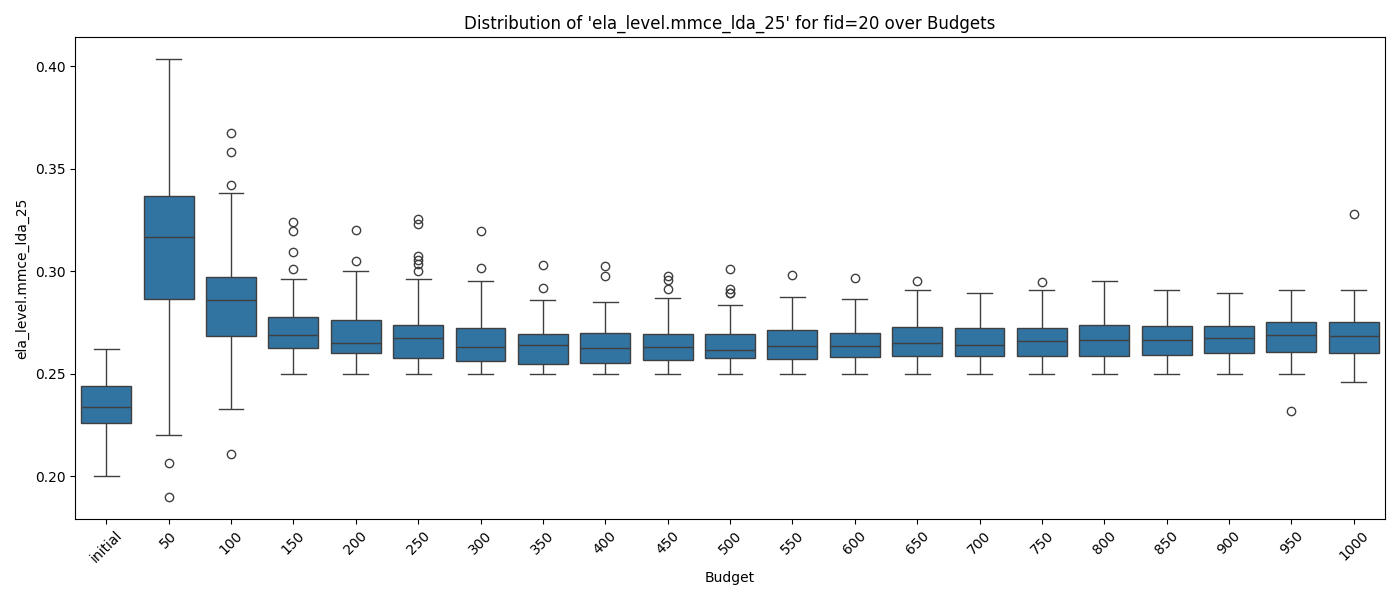 Distribution of 'ela_level.mmce_lda_25' for fid=20 over Budgets
ela_level.mmce_lda_25
0.40
0.35
0.30
0.25
0.20
initial 50 100 150 200 250 300 350 400 450 500 550 600 650 700 750 800 850 900 950 1000
Budget